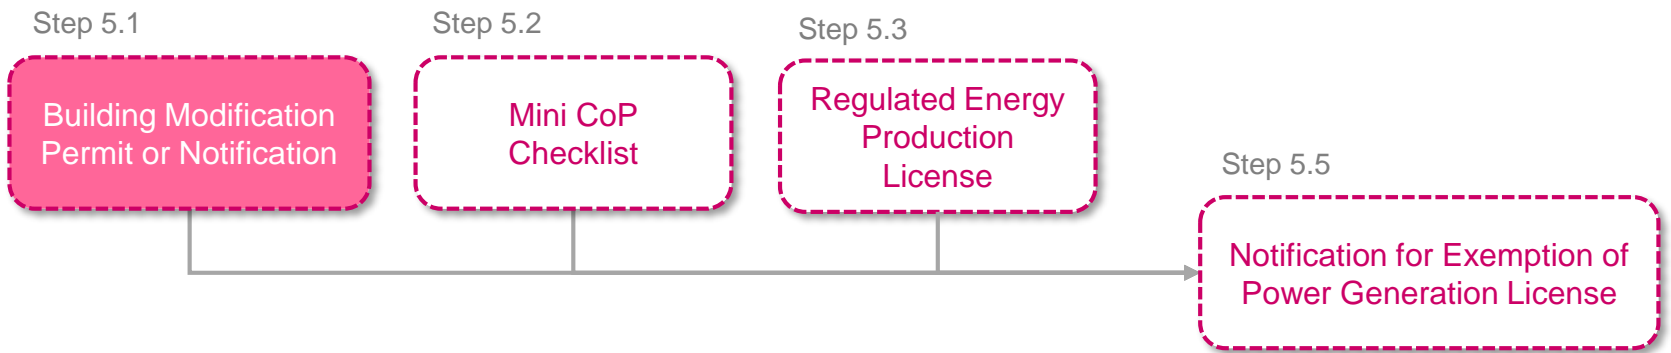 Step 5.1
Building Modification
Permit or Notification
Step 5.2
Mini CoP
Checklist
Step 5.3
Regulated Energy
Production
License
Step 5.5
Notification for Exemption of
Power Generation License